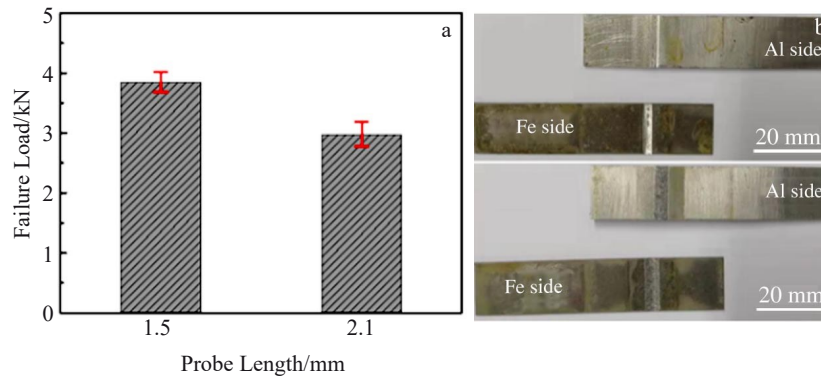 5
4
3
2
1
0
Failure Load/kN
a
1.5
2.1
Probe Length/mm
b
Al side
Fe side
20 mm
Al side
Fe side
20 mm